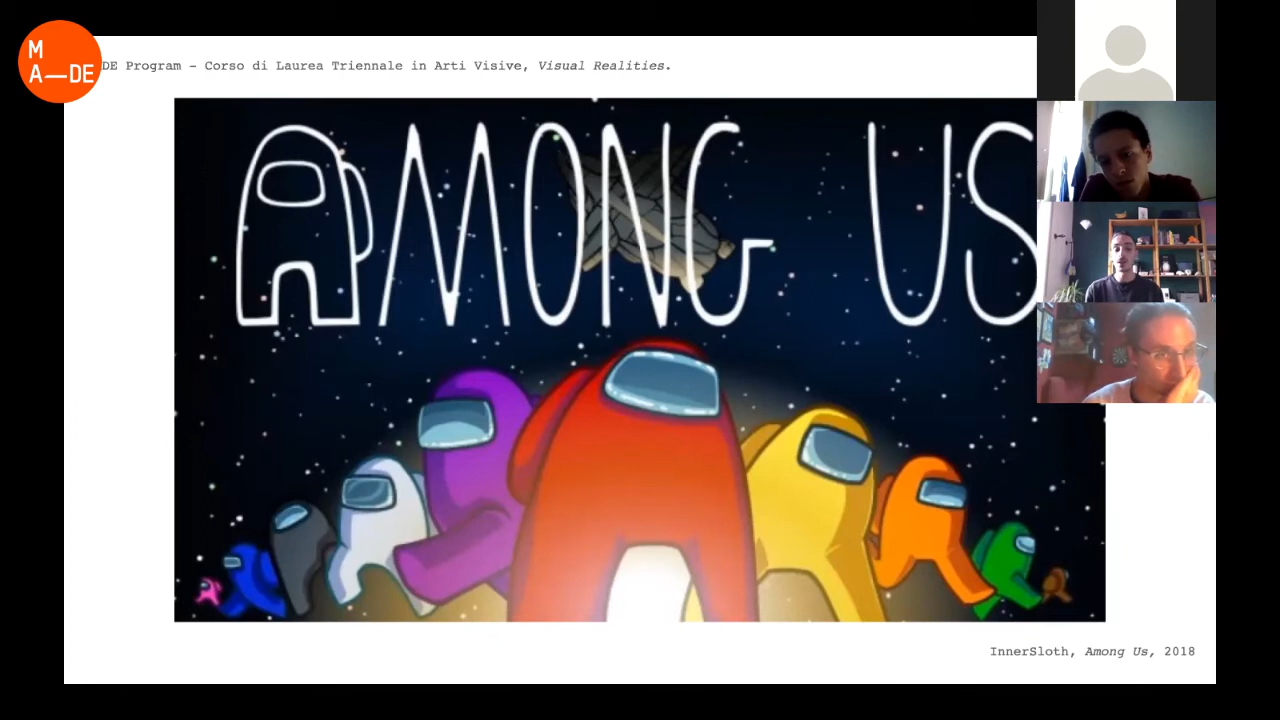 M
A—DE
DE Program – Corso di Laurea Triennale in Arti Visive, Visual Realities.
AMONG US
InnerSloth, Among Us, 2018